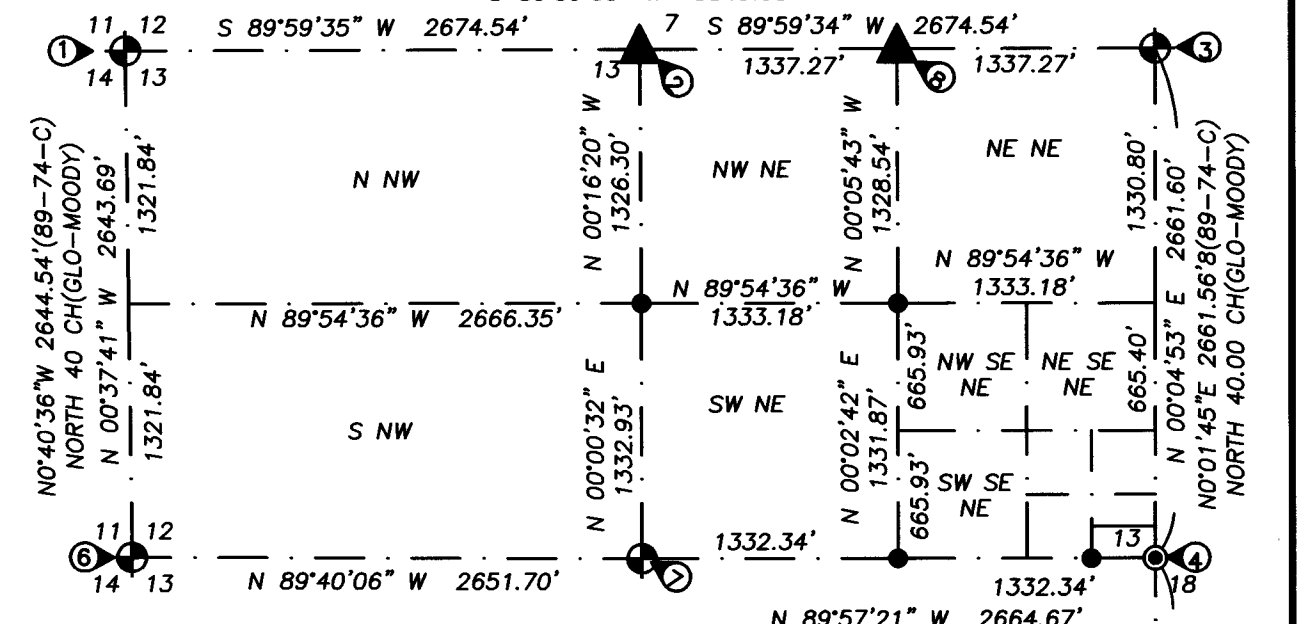 11 12
S 89°59'35" W 2674.54'
7
S 89°59'34" W 2674.54'
1
3
14 13
13
2
1337.27'
8
1337.27'
N0°40'36"W 2644.54'(89-74-C)
NORTH 40 CH(GLO-MOODY)
N 00°37'41" W 2643.69'
1321.84'
N NW
N 00°16'20" W
1326.30'
NW NE
N 00°05'43" W
1328.54'
NE NE
1330.80'
N 00°04'53" E 2661.60'
N0°01'45"E 2661.56'8(89-74-C)
NORTH 40.00 CH(GLO-MOODY)
N 89°54'36" W 2666.35'
N 89°54'36" W
1333.18'
N 89°54'36" W
1333.18'
1321.84'
S NW
N 00°00'32" E
1332.93'
SW NE
N 00°02'42" E
1331.87'
665.93'
NW SE
NE
NE SE
NE
665.40'
665.93'
SW SE
NE
11 12
6
14 13
N 89°40'06" W 2651.70'
7
1332.34'
13
4
18
1332.34'
N 89°57'21" W 2664.67'